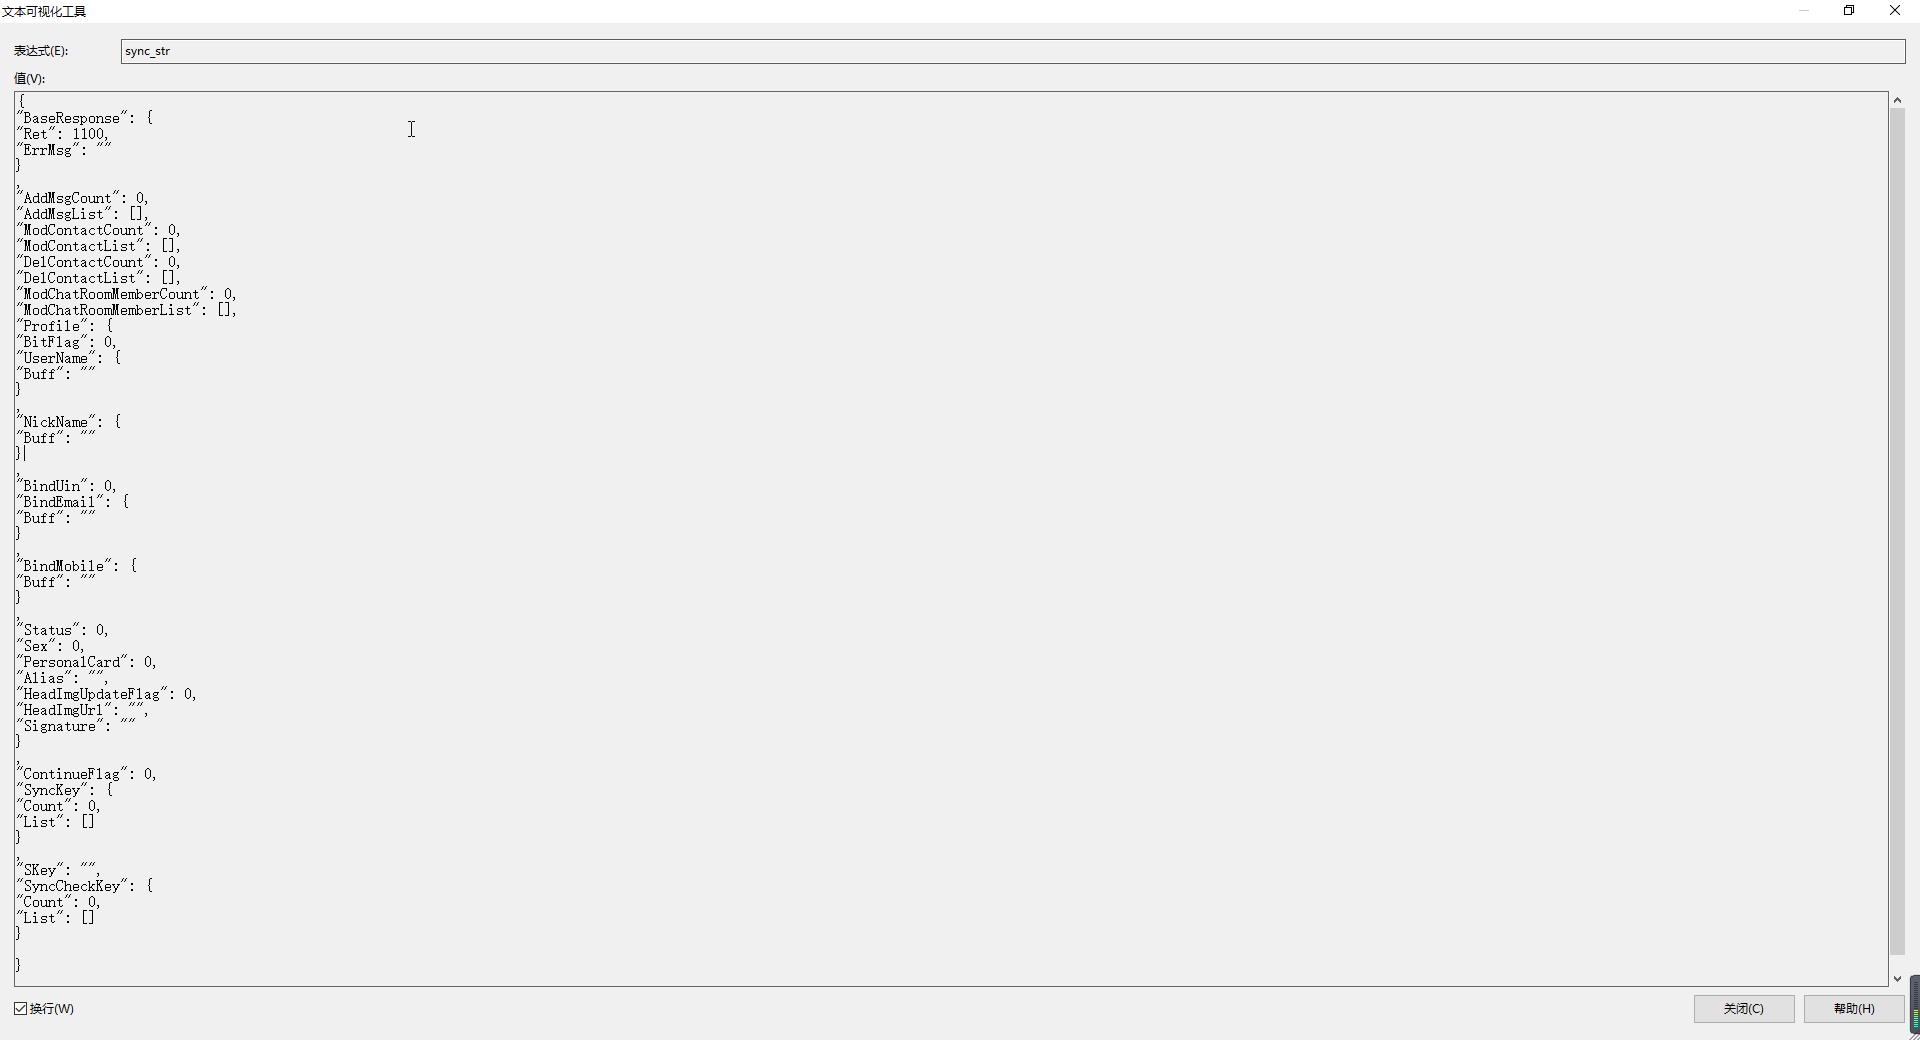 文本可视化工具
表达式(E):
sync_str
值(V):
{
"BaseResponse": {
"Ret": 1100,
"ErrMsg": ""
}
,
"AddMsgCount": 0,
"AddMsgList": [],
"ModContactCount": 0,
"ModContactList": [],
"DelContactCount": 0,
"DelContactList": [],
"ModChatRoomMemberCount": 0,
"ModChatRoomMemberList": [],
"Profile": {
"BitFlag": 0,
"UserName": {
"Buff": ""
}
,
"NickName": {
"Buff": ""
}
,
"BindUin": 0,
"BindEmail": {
"Buff": ""
}
,
"BindMobile": {
"Buff": ""
}
,
"Status": 0,
"Sex": 0,
"PersonalCard": 0,
"Alias": "",
"HeadImgUpdateFlag": 0,
"HeadImgUrl": "",
"Signature": ""
}
,
"ContinueFlag": 0,
"SyncKey": {
"Count": 0,
"List": []
}
,
"SKey": "",
"SyncCheckKey": {
"Count": 0,
"List": []
}
}
换行(W)
关闭(C)
帮助(H)